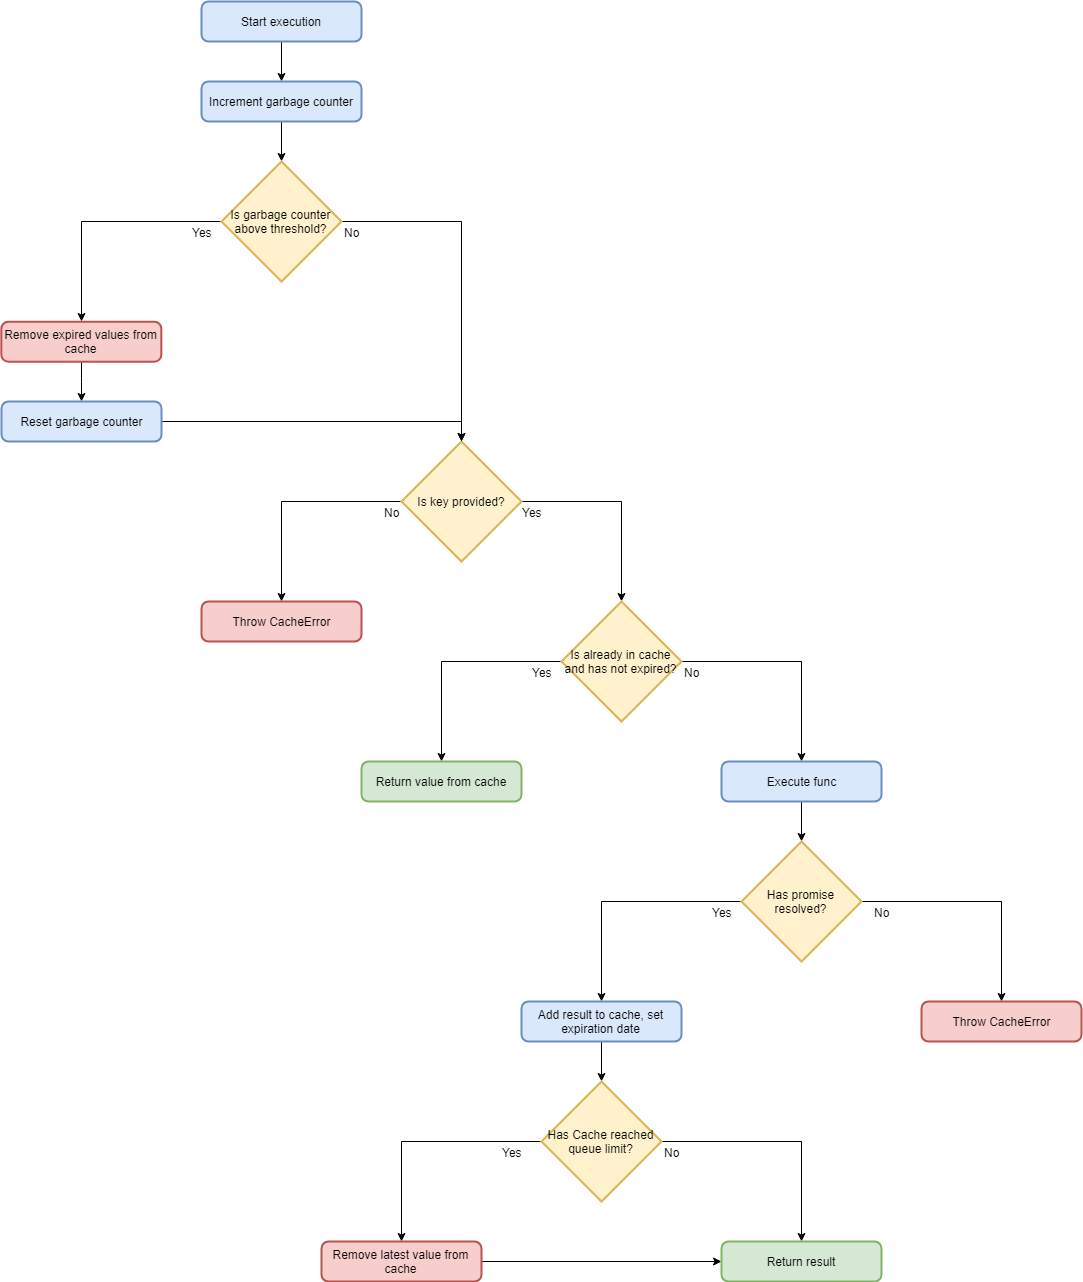 Start execution
Increment garbage counter
Is garbage counter
above threshold?
Yes
No
Remove expired values from
cache
Reset garbage counter
Is key provided?
No
Yes
Throw CacheError
Is already in cache
and has not expired?
Yes
No
Return value from cache
Execute func
Has promise
resolved?
Yes
No
Add result to cache, set
expiration date
Throw CacheError
Has Cache reached
queue limit?
Yes
No
Remove latest value from
cache
Return result